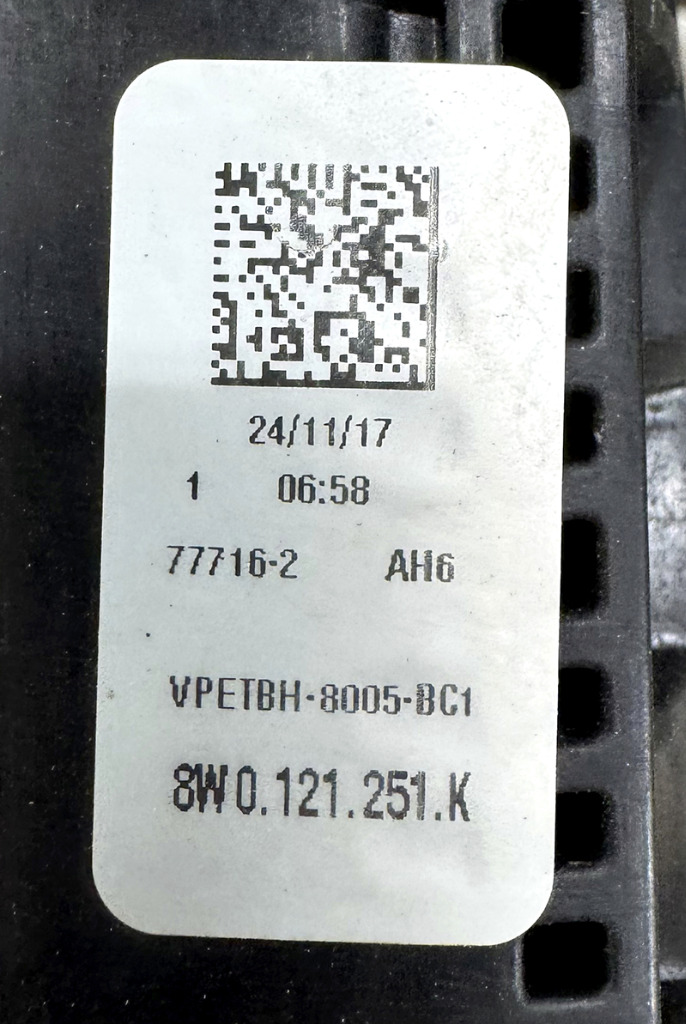 24/11/17
1 06:58
77716-2 AH6
VPETBH-8005-BC1
8W0.121.251.K